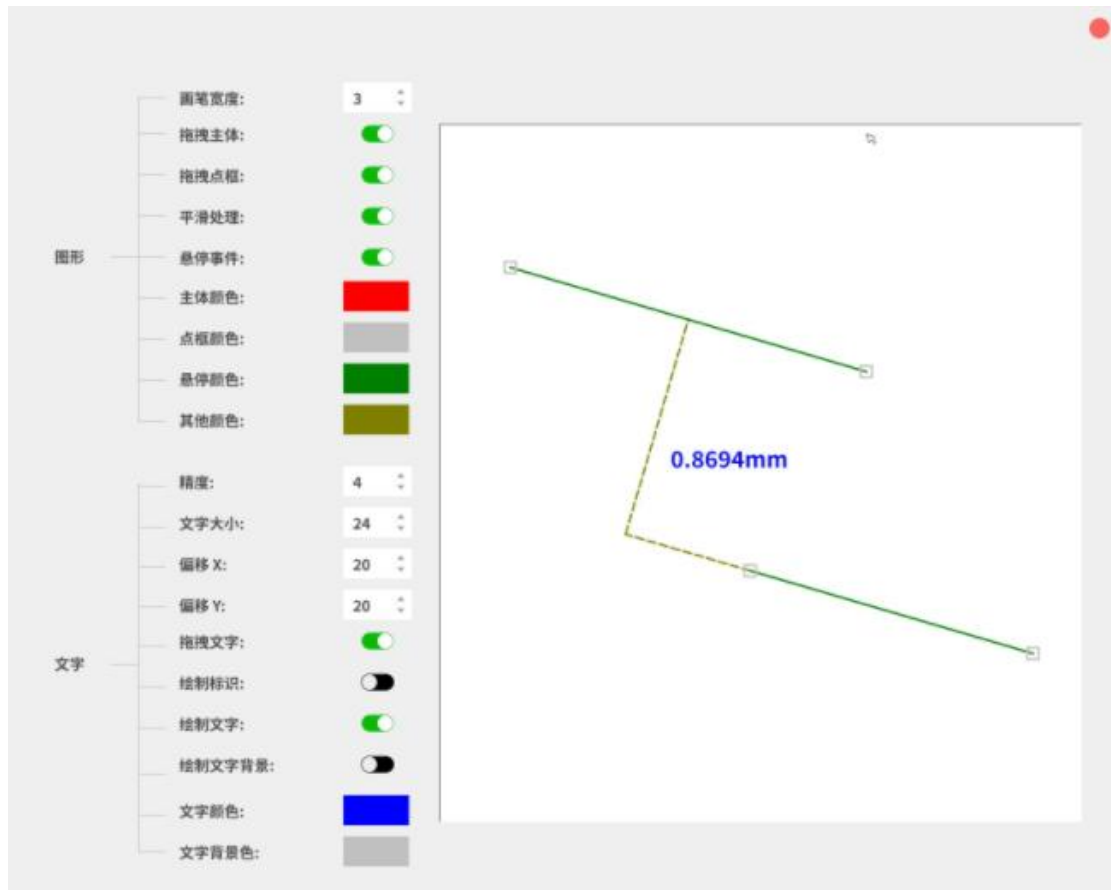 画笔宽度: 3
拖拽主体:
拖拽点框:
平滑处理:
图形
悬停事件:
主体颜色:
点框颜色:
悬停颜色:
其他颜色:
0.8694mm
精度: 4
文字大小: 24
偏移 X: 20
偏移 Y: 20
拖拽文字:
文字
绘制标识:
绘制文字:
绘制文字背景:
文字颜色:
文字背景色: